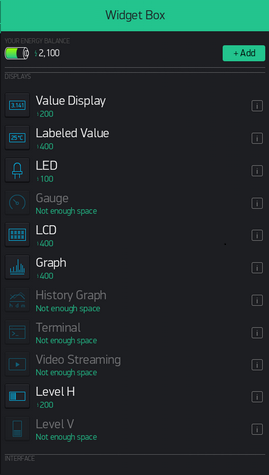 Widget Box
YOUR ENERGY BALANCE
2,100
+ Add
DISPLAYS
3.141
Value Display
200
25°C
Labeled Value
400
LED
100
Gauge
Not enough space
LCD
400
Graph
400
History Graph
Not enough space
Terminal
Not enough space
Video Streaming
Not enough space
Level H
200
Level V
Not enough space
INTERFACE